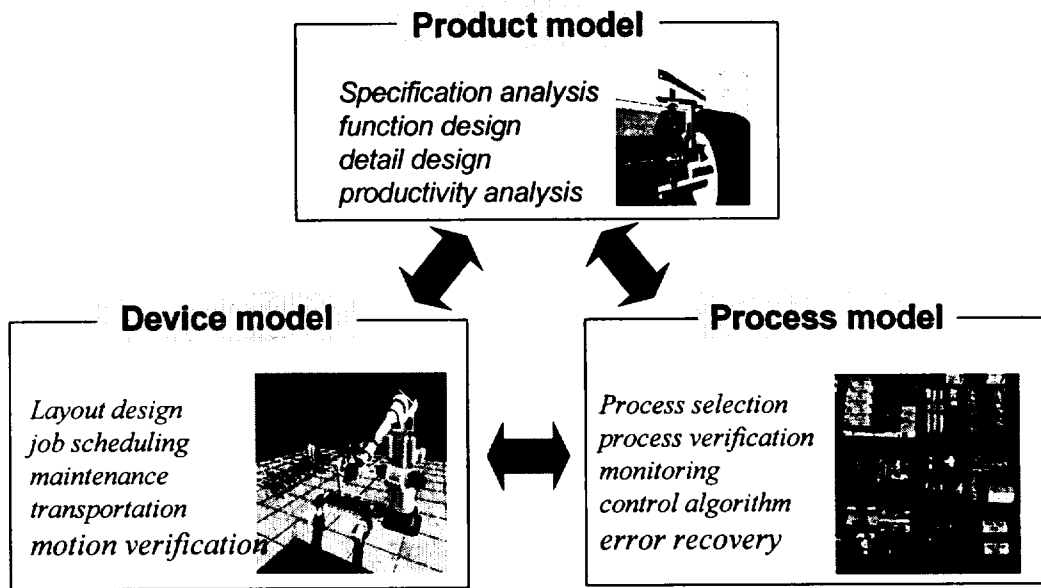 Product model
Specification analysis
function design
detail design
productivity analysis
Device model
Layout design
job scheduling
maintenance
transportation
motion verification
Process model
Process selection
process verification
monitoring
control algorithm
error recovery